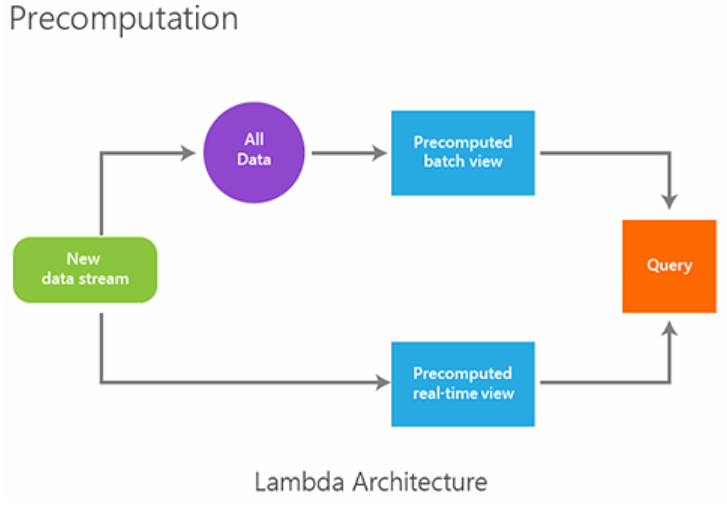 Precomputation
All
Data
Precomputed
batch view
New
data stream
Query
Precomputed
real-time view
Lambda Architecture